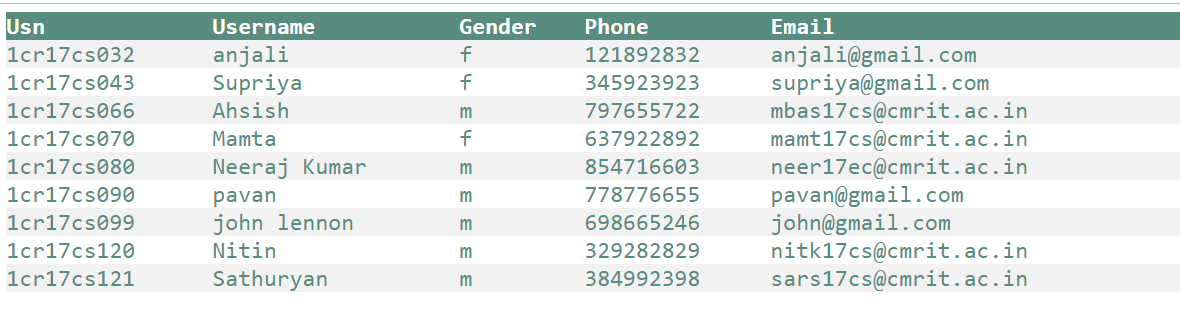 Usn Username Gender Phone Email
1cr17cs032 anjali f 121892832 anjali@gmail.com
1cr17cs043 Supriya f 345923923 supriya@gmail.com
1cr17cs066 Ahsish m 797655722 mbas17cs@cmrit.ac.in
1cr17cs070 Mamta f 637922892 mamt17cs@cmrit.ac.in
1cr17cs080 Neeraj Kumar m 854716603 neer17ec@cmrit.ac.in
1cr17cs090 pavan m 778776655 pavan@gmail.com
1cr17cs099 john lennon m 698665246 john@gmail.com
1cr17cs120 Nitin m 329282829 nitk17cs@cmrit.ac.in
1cr17cs121 Sathuryan m 384992398 sars17cs@cmrit.ac.in